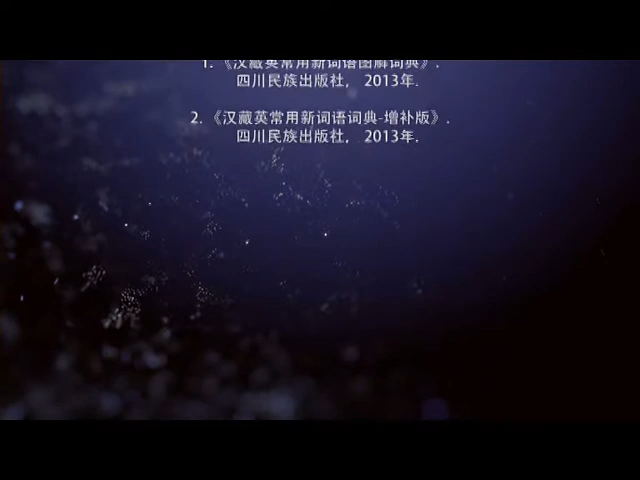 1. 《汉藏英常用新词语图解词典》.
四川民族出版社， 2013年.
2. 《汉藏英常用新词语词典-增补版》.
四川民族出版社， 2013年.